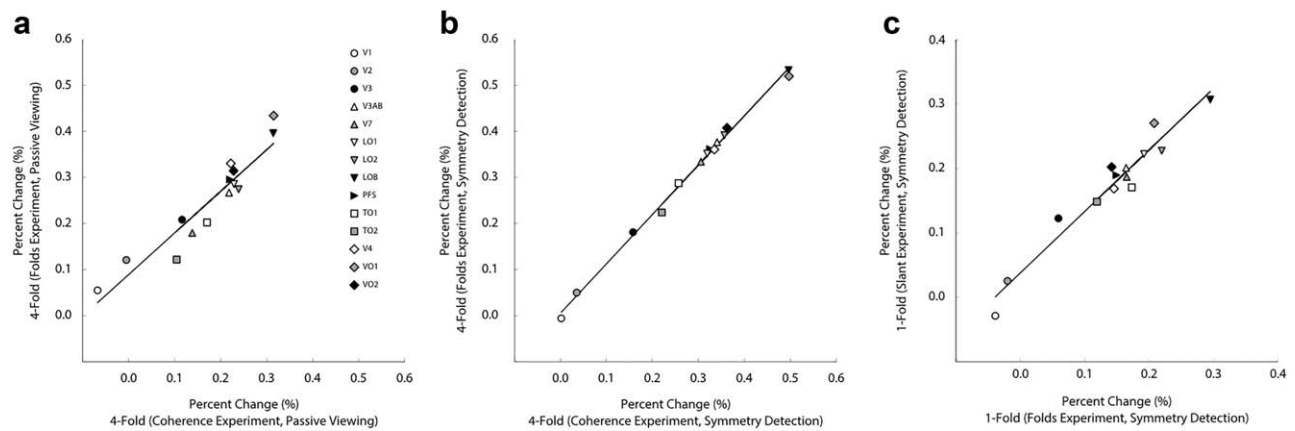 a
0.6
0.5
0.4
0.3
0.2
0.1
0.0
Percent Change (%)
4-Fold (Folds Experiment, Passive Viewing)
V1
V2
V3
V3AB
V7
LO1
LO2
LOB
PFS
TO1
TO2
V4
VO1
VO2
0.0 0.1 0.2 0.3 0.4 0.5 0.6
Percent Change (%)
4-Fold (Coherence Experiment, Passive Viewing)
b
0.6
0.5
0.4
0.3
0.2
0.1
0.0
Percent Change (%)
4-Fold (Folds Experiment, Symmetry Detection)
0.0 0.1 0.2 0.3 0.4 0.5 0.6
Percent Change (%)
4-Fold (Coherence Experiment, Symmetry Detection)
c
0.4
0.3
0.2
0.1
0.0
Percent Change (%)
1-Fold (Slant Experiment, Symmetry Detection)
0.0 0.1 0.2 0.3 0.4
Percent Change (%)
1-Fold (Folds Experiment, Symmetry Detection)